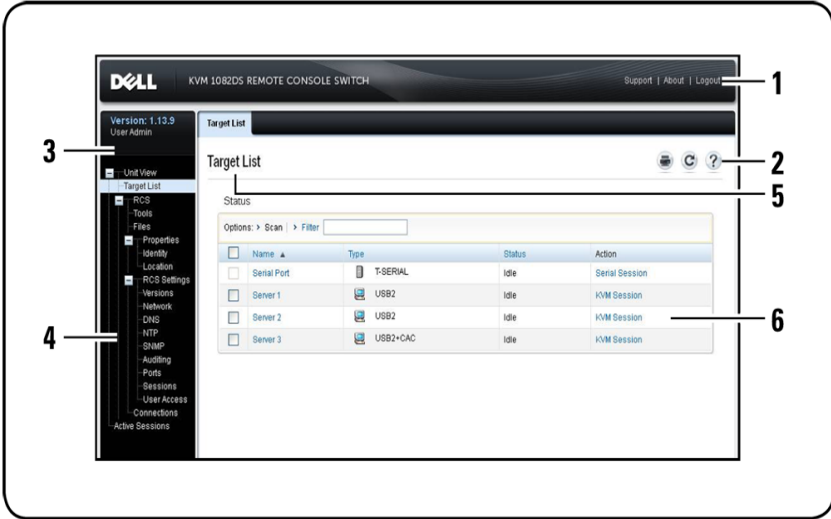 DELL KVM 1082DS REMOTE CONSOLE SWITCH Support | About | Logout 1
Version: 1.13.9
User Admin
3
Target List
Target List
2
5
Unit View
Target List
RCS
Tools
Files
Properties
Identity
Location
RCS Settings
Versions
Network
DNS
NTP
SNMP
Auditing
Ports
Sessions
User Access
Connections
Active Sessions
4
Status
Options: > Scan | > Filter
Name ▲ Type Status Action
Serial Port T-SERIAL Idle Serial Session
Server 1 USB2 Idle KVM Session
Server 2 USB2 Idle KVM Session
Server 3 USB2+CAC Idle KVM Session
6